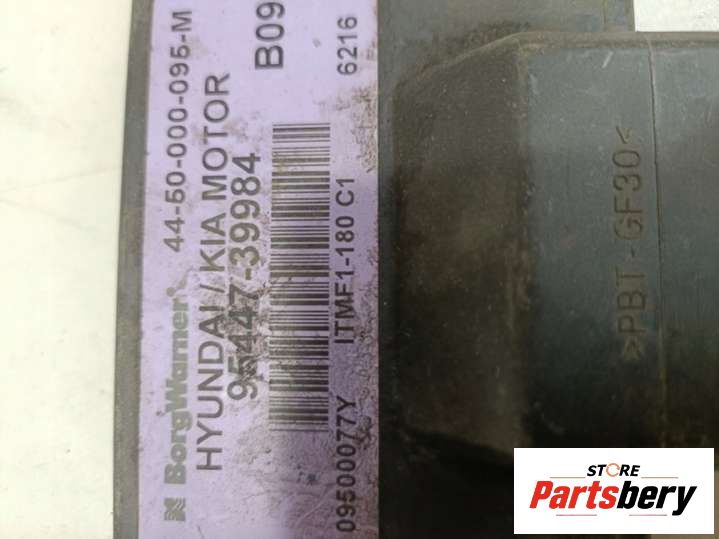 BorgWarner 44-50-000-095-M
HYUNDAI / KIA MOTOR
95447-39984 B09
09500077Y ITMF1-180 C1 6216
>PBT-GF30<
STORE
Partsbery